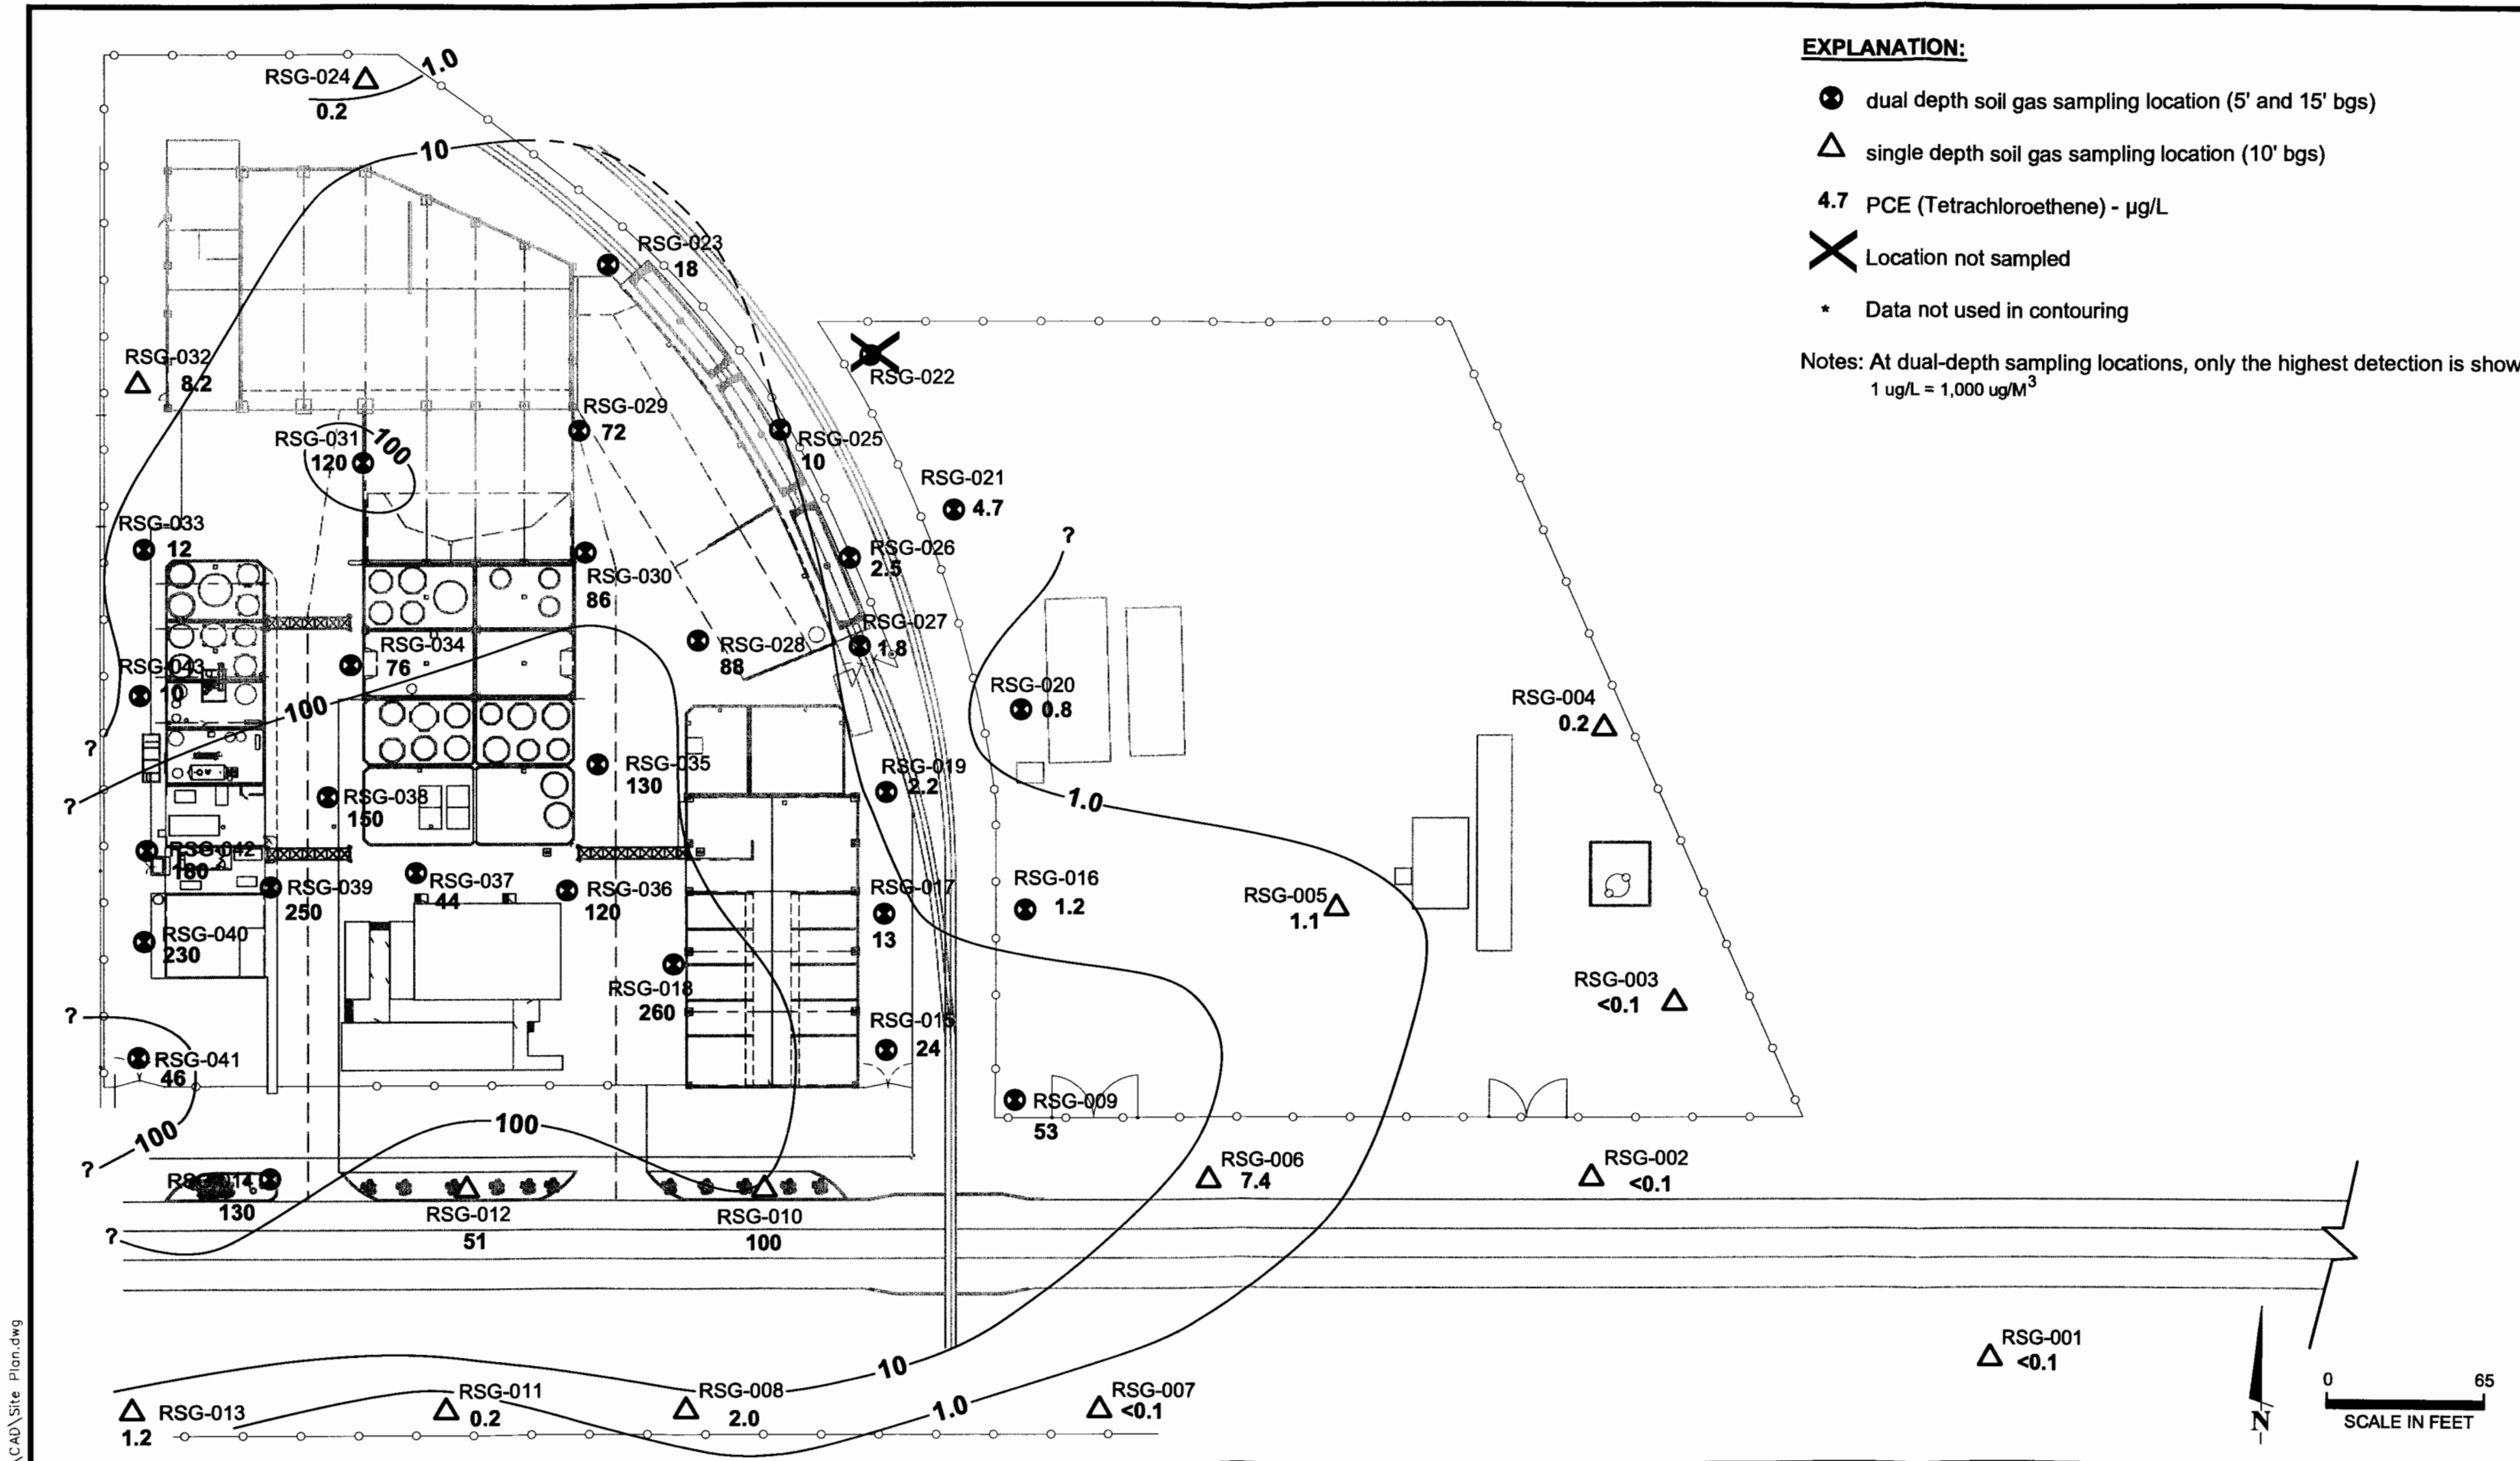 EXPLANATION:
dual depth soil gas sampling location (5' and 15' bgs)
single depth soil gas sampling location (10' bgs)
4.7 PCE (Tetrachloroethene) - µg/L
Location not sampled
* Data not used in contouring
Notes: At dual-depth sampling locations, only the highest detection is show
1 ug/L = 1,000 ug/M3
1.0
RSG-024
0.2
10
RSG-023
18
RSG-032
8.2
RSG-022
RSG-029
72
RSG-031
120
100
RSG-025
10
RSG-021
4.7
RSG-033
12
?
RSG-026
2.5
RSG-030
86
RSG-027
1.8
RSG-028
88
RSG-034
76
RSG-043
10
RSG-020
0.8
RSG-004
0.2
100
?
?
RSG-035
130
RSG-019
2.2
RSG-038
150
1.0
RSG-042
180
RSG-039
250
RSG-037
44
RSG-036
120
RSG-017
13
RSG-016
1.2
RSG-005
1.1
RSG-040
230
RSG-018
260
RSG-003
<0.1
?
RSG-015
24
RSG-041
46
RSG-009
53
100
?
100
RSG-014
130
RSG-012
51
RSG-010
100
RSG-006
7.4
RSG-002
<0.1
?
RSG-001
<0.1
10
RSG-013
1.2
RSG-011
0.2
RSG-008
2.0
1.0
RSG-007
<0.1
N
0 65
SCALE IN FEET
\CAD\Site Plan.dwg